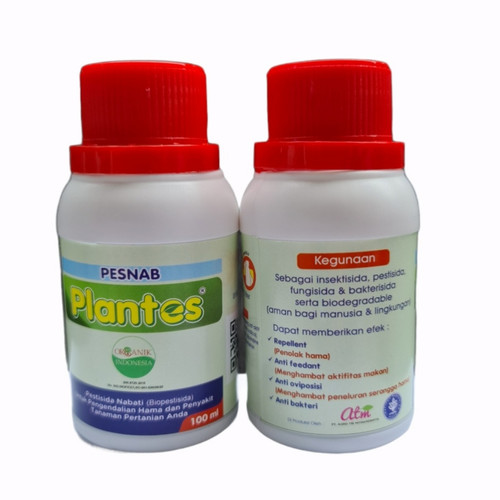 PESNAB
Plantes®
ORGANIC
INDONESIA
Pestisida Nabati (Biopestisida)
Untuk Pengendalian Hama dan Penyakit
Tanaman Pertanian Anda
100 ml
Kegunaan
Sebagai insektisida, pestisida,
fungisida & bakterisida
serta biodegradable
(aman bagi manusia & lingkungan)
Dapat memberikan efek :
Repellent
(Penolak hama)
Anti feedant
(Menghambat aktifitas makan)
Anti oviposisi
(Menghambat peneluran serangga hama)
Anti bakteri
atm